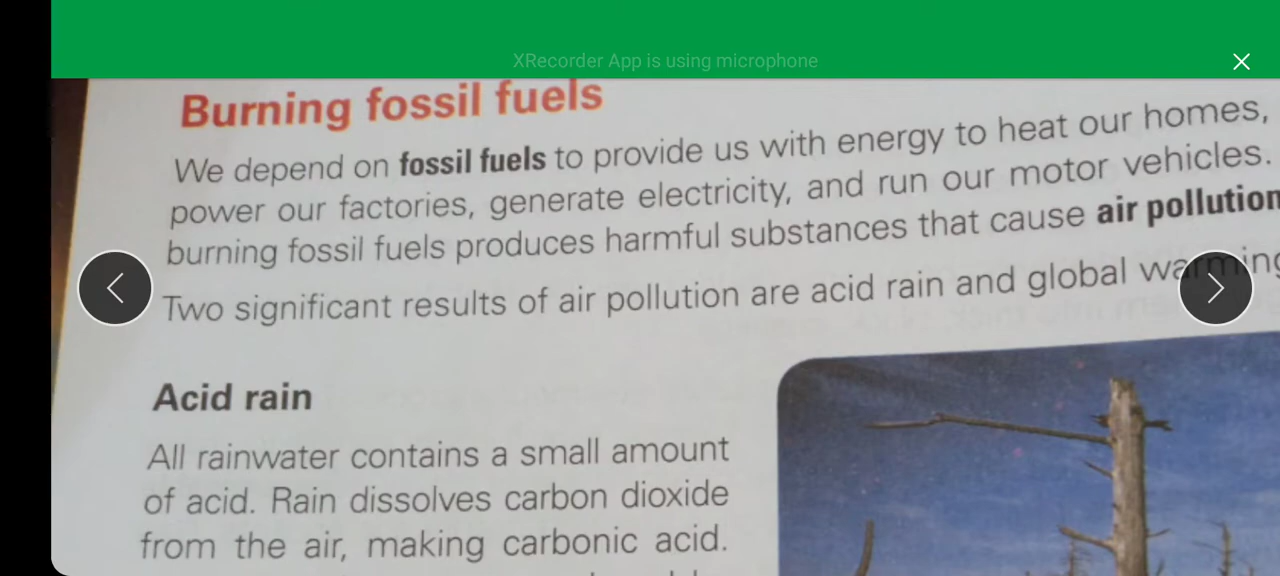 XRecorder App is using microphone
Burning fossil fuels
We depend on fossil fuels to provide us with energy to heat our homes,
power our factories, generate electricity, and run our motor vehicles.
burning fossil fuels produces harmful substances that cause air pollution
Two significant results of air pollution are acid rain and global warming
Acid rain
All rainwater contains a small amount
of acid. Rain dissolves carbon dioxide
from the air, making carbonic acid.